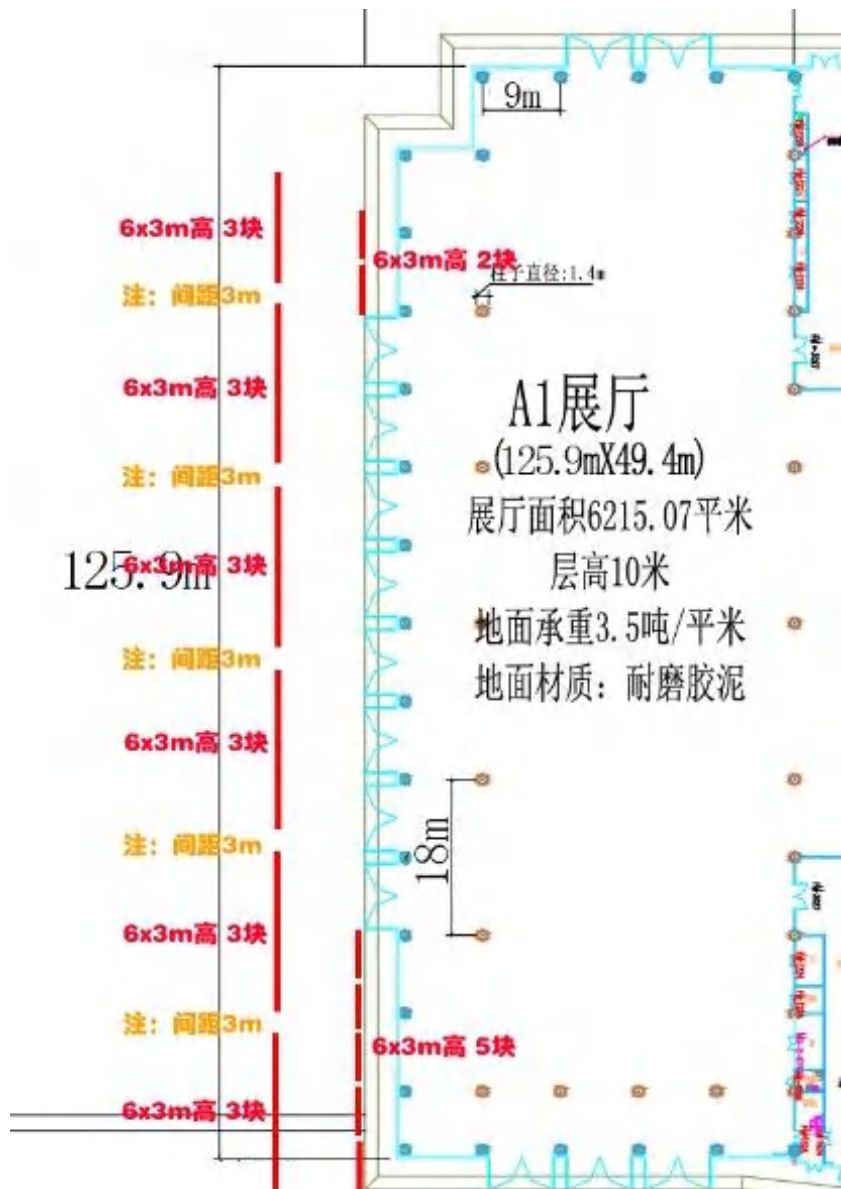 9m
6x3m高 3块
6x3m高 2块
柱子直径:1.4m
注：间距3m
6x3m高 3块
A1展厅
(125.9mX49.4m)
注：间距3m
展厅面积6215.07平米
125.9m
6x3m高 3块
层高10米
地面承重3.5吨/平米
注：间距3m
地面材质：耐磨胶泥
6x3m高 3块
18m
注：间距3m
6x3m高 3块
注：间距3m
6x3m高 5块
6x3m高 3块